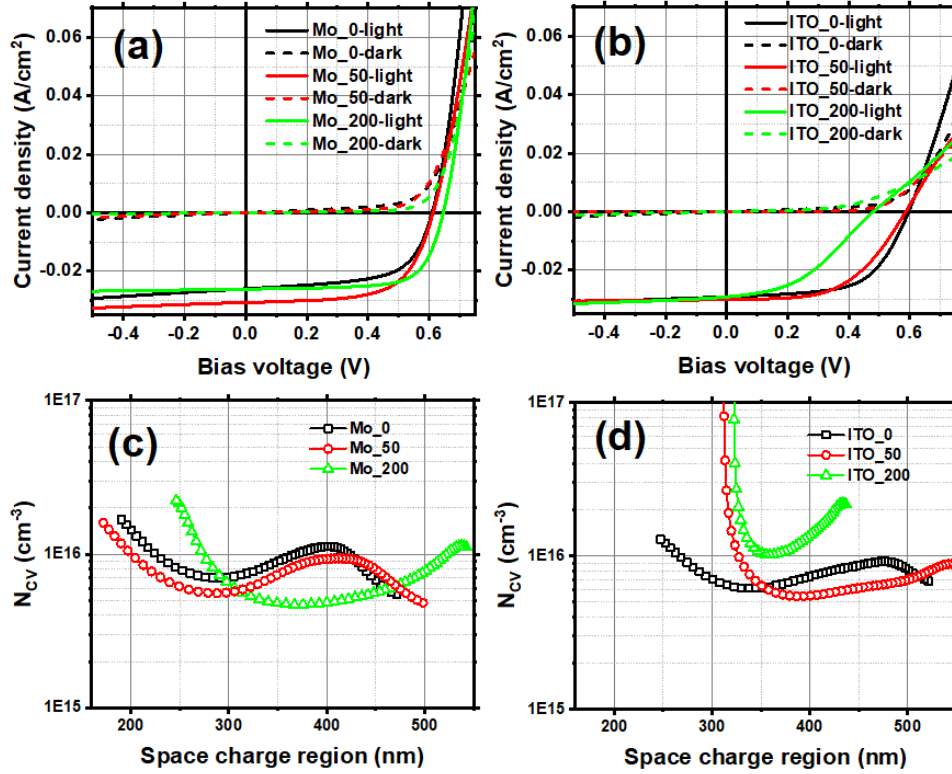 (a)
Mo_0-light
Mo_0-dark
Mo_50-light
Mo_50-dark
Mo_200-light
Mo_200-dark
0.06
0.04
0.02
0.00
-0.02
Current density (A/cm²)
-0.4 -0.2 0.0 0.2 0.4 0.6
Bias voltage (V)
(b)
ITO_0-light
ITO_0-dark
ITO_50-light
ITO_50-dark
ITO_200-light
ITO_200-dark
0.06
0.04
0.02
0.00
-0.02
Current density (A/cm²)
-0.4 -0.2 0.0 0.2 0.4 0.6
Bias voltage (V)
(c)
Mo_0
Mo_50
Mo_200
1E17
1E16
1E15
N_CV (cm⁻³)
200 300 400 500
Space charge region (nm)
(d)
ITO_0
ITO_50
ITO_200
1E17
1E16
1E15
N_CV (cm⁻³)
200 300 400 500
Space charge region (nm)